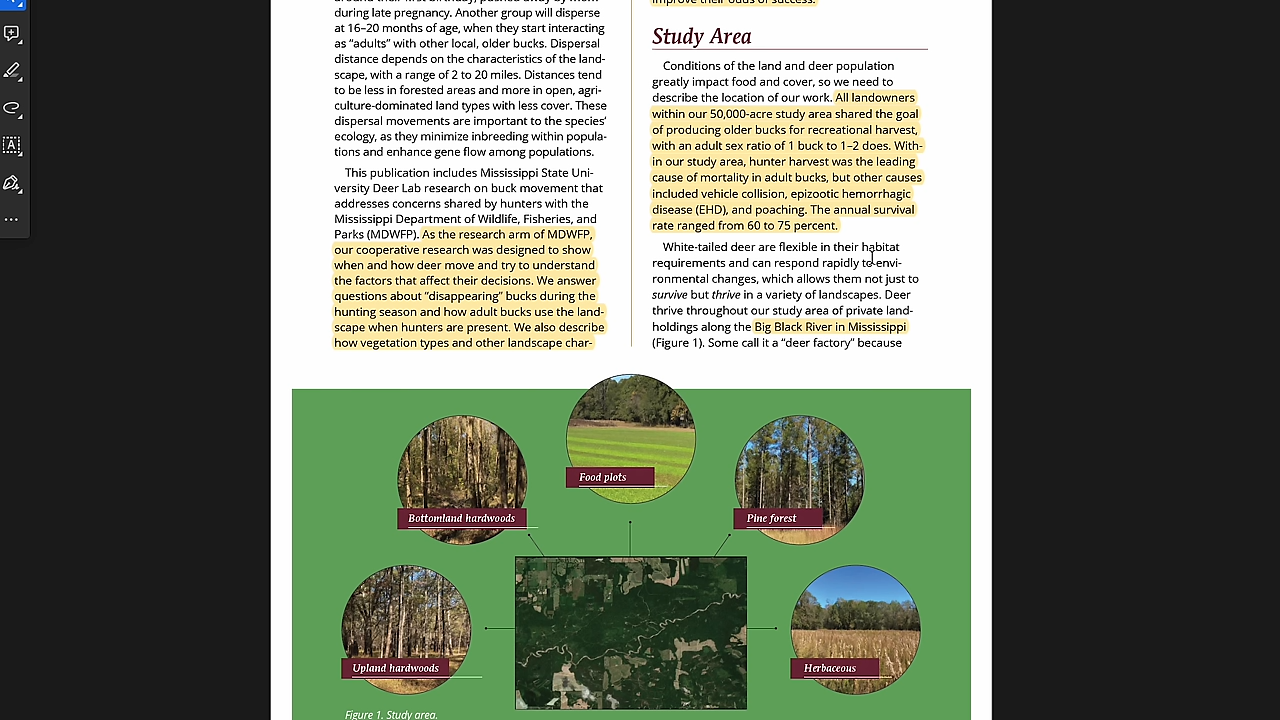 during late pregnancy. Another group will disperse
at 16–20 months of age, when they start interacting
as “adults” with other local, older bucks. Dispersal
distance depends on the characteristics of the land-
scape, with a range of 2 to 20 miles. Distances tend
to be less in forested areas and more in open, agri-
culture-dominated land types with less cover. These
dispersal movements are important to the species’
ecology, as they minimize inbreeding within popula-
tions and enhance gene flow among populations.
This publication includes Mississippi State Uni-
versity Deer Lab research on buck movement that
addresses concerns shared by hunters with the
Mississippi Department of Wildlife, Fisheries, and
Parks (MDWFP). As the research arm of MDWFP,
our cooperative research was designed to show
when and how deer move and try to understand
the factors that affect their decisions. We answer
questions about “disappearing” bucks during the
hunting season and how adult bucks use the land-
scape when hunters are present. We also describe
how vegetation types and other landscape char-
improve their odds of success.
Study Area
Conditions of the land and deer population
greatly impact food and cover, so we need to
describe the location of our work. All landowners
within our 50,000-acre study area shared the goal
of producing older bucks for recreational harvest,
with an adult sex ratio of 1 buck to 1–2 does. With-
in our study area, hunter harvest was the leading
cause of mortality in adult bucks, but other causes
included vehicle collision, epizootic hemorrhagic
disease (EHD), and poaching. The annual survival
rate ranged from 60 to 75 percent.
White-tailed deer are flexible in their habitat
requirements and can respond rapidly to envi-
ronmental changes, which allows them not just to
survive but thrive in a variety of landscapes. Deer
thrive throughout our study area of private land-
holdings along the Big Black River in Mississippi
(Figure 1). Some call it a “deer factory” because
Food plots
Bottomland hardwoods
Pine forest
Upland hardwoods
Herbaceous
Figure 1. Study area.